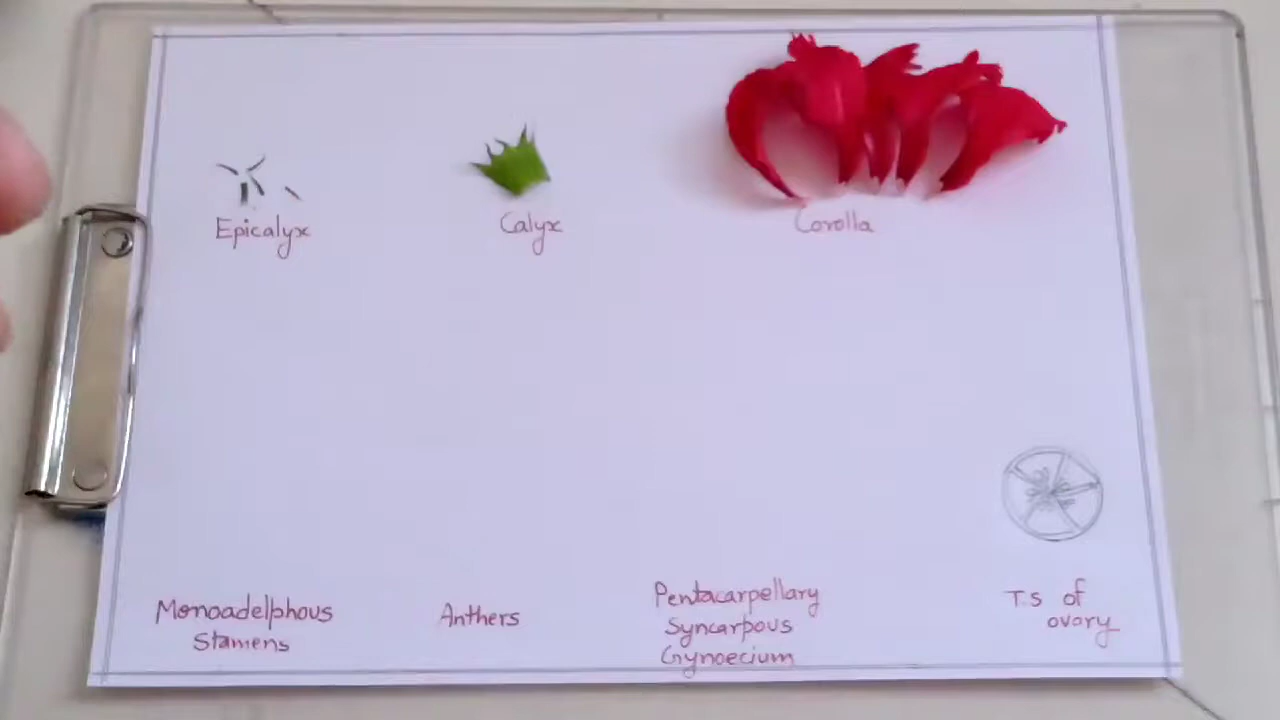 Epicalyx
Calyx
Corolla
Monoadelphous
Stamens
Anthers
Pentacarpellary
Syncarpous
Gynoecium
T.S of
ovary